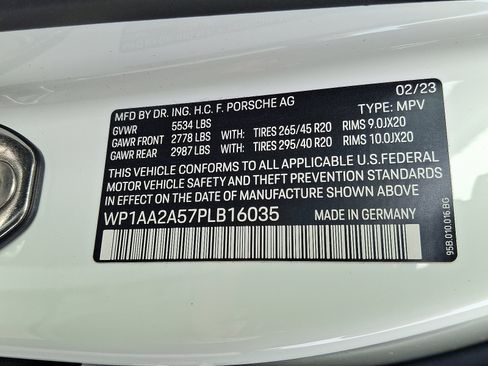 02/23
MFD BY DR. ING. H.C. F. PORSCHE AG
GVWR 5534 LBS TYPE: MPV
GAWR FRONT 2778 LBS WITH: TIRES 265/45 R20 RIMS 9.0JX20
GAWR REAR 2987 LBS WITH: TIRES 295/40 R20 RIMS 10.0JX20
THIS VEHICLE CONFORMS TO ALL APPLICABLE U.S.FEDERAL
MOTOR VEHICLE SAFETY AND THEFT PREVENTION STANDARDS
IN EFFECT ON THE DATE OF MANUFACTURE SHOWN ABOVE
WP1AA2A57PLB16035 MADE IN GERMANY
95B.010.016 BG